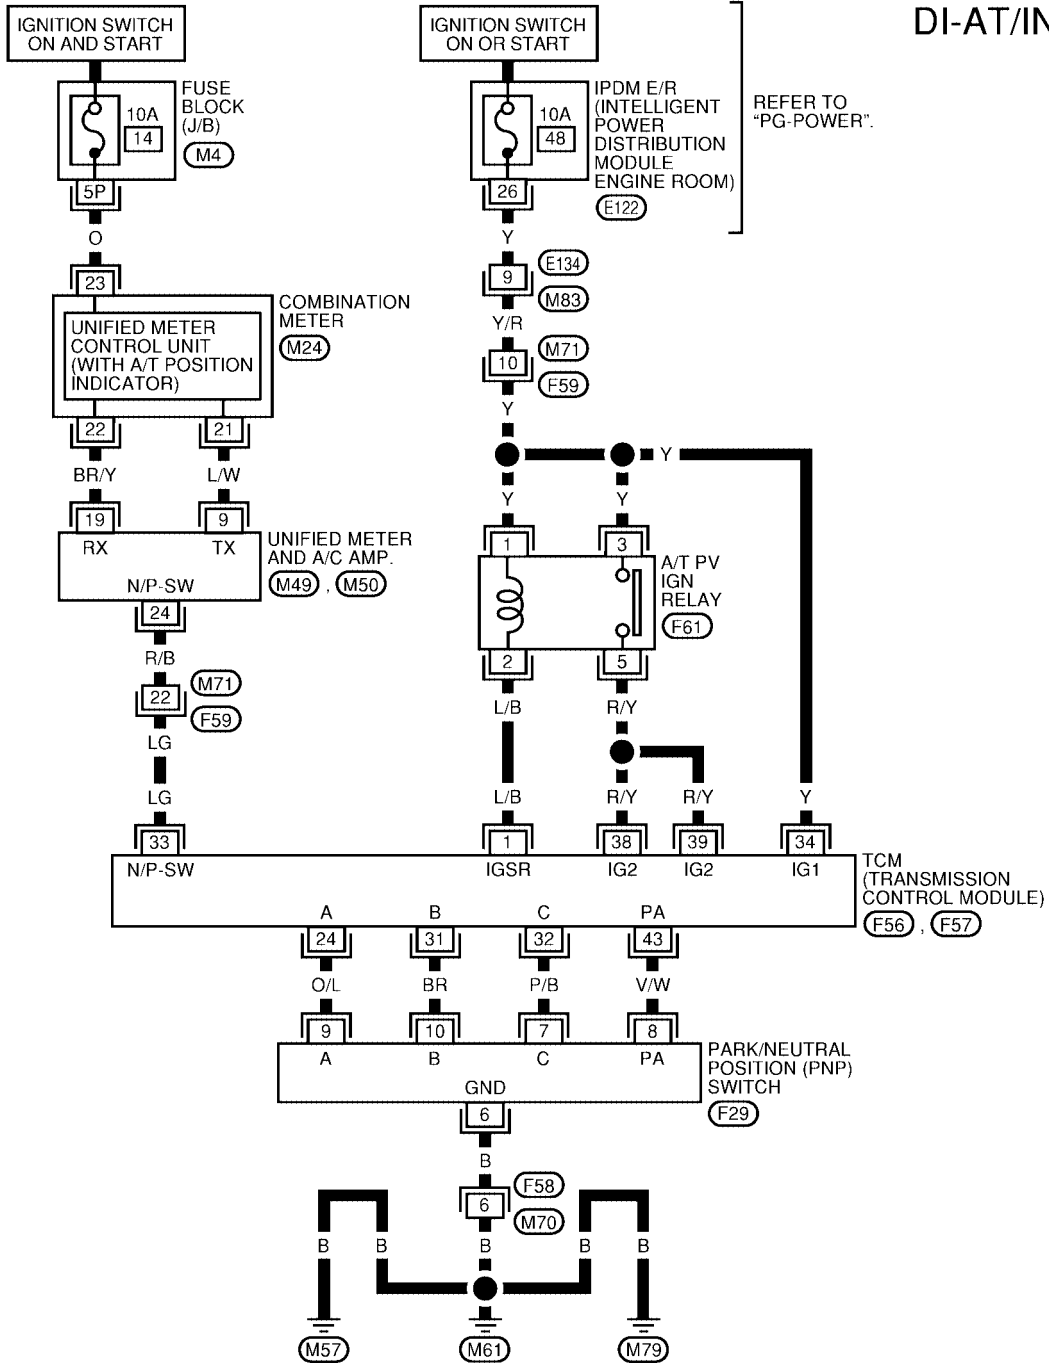 DI-AT/IN
IGNITION SWITCH
ON AND START
IGNITION SWITCH
ON OR START
10A
14
FUSE
BLOCK
(J/B)
M4
5P
O
10A
48
IPDM E/R
(INTELLIGENT
POWER
DISTRIBUTION
MODULE
ENGINE ROOM)
E122
REFER TO
"PG-POWER".
26
Y
9
E134
M83
Y/R
10
M71
F59
Y
23
UNIFIED METER
CONTROL UNIT
(WITH A/T POSITION
INDICATOR)
COMBINATION
METER
M24
22
21
BR/Y
L/W
19
9
RX
TX
N/P-SW
UNIFIED METER
AND A/C AMP.
M49 , M50
24
R/B
22
M71
F59
LG
LG
Y
Y
Y
1
3
A/T PV
IGN
RELAY
F61
2
5
L/B
R/Y
L/B
R/Y
R/Y
Y
33
1
38
39
34
N/P-SW
IGSR
IG2
IG2
IG1
TCM
(TRANSMISSION
CONTROL MODULE)
F56 , F57
A
B
C
PA
24
31
32
43
O/L
BR
P/B
V/W
9
10
7
8
A
B
C
PA
GND
PARK/NEUTRAL
POSITION (PNP)
SWITCH
F29
6
B
6
F58
M70
B
B
B
B
B
M57
M61
M79